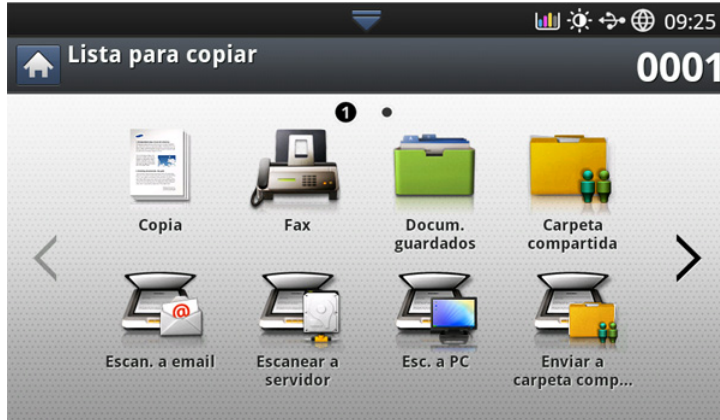 09:25
Lista para copiar
0001
1
Copia
Fax
Docum.
guardados
Carpeta
compartida
Escan. a email
Escanear a
servidor
Esc. a PC
Enviar a
carpeta comp...